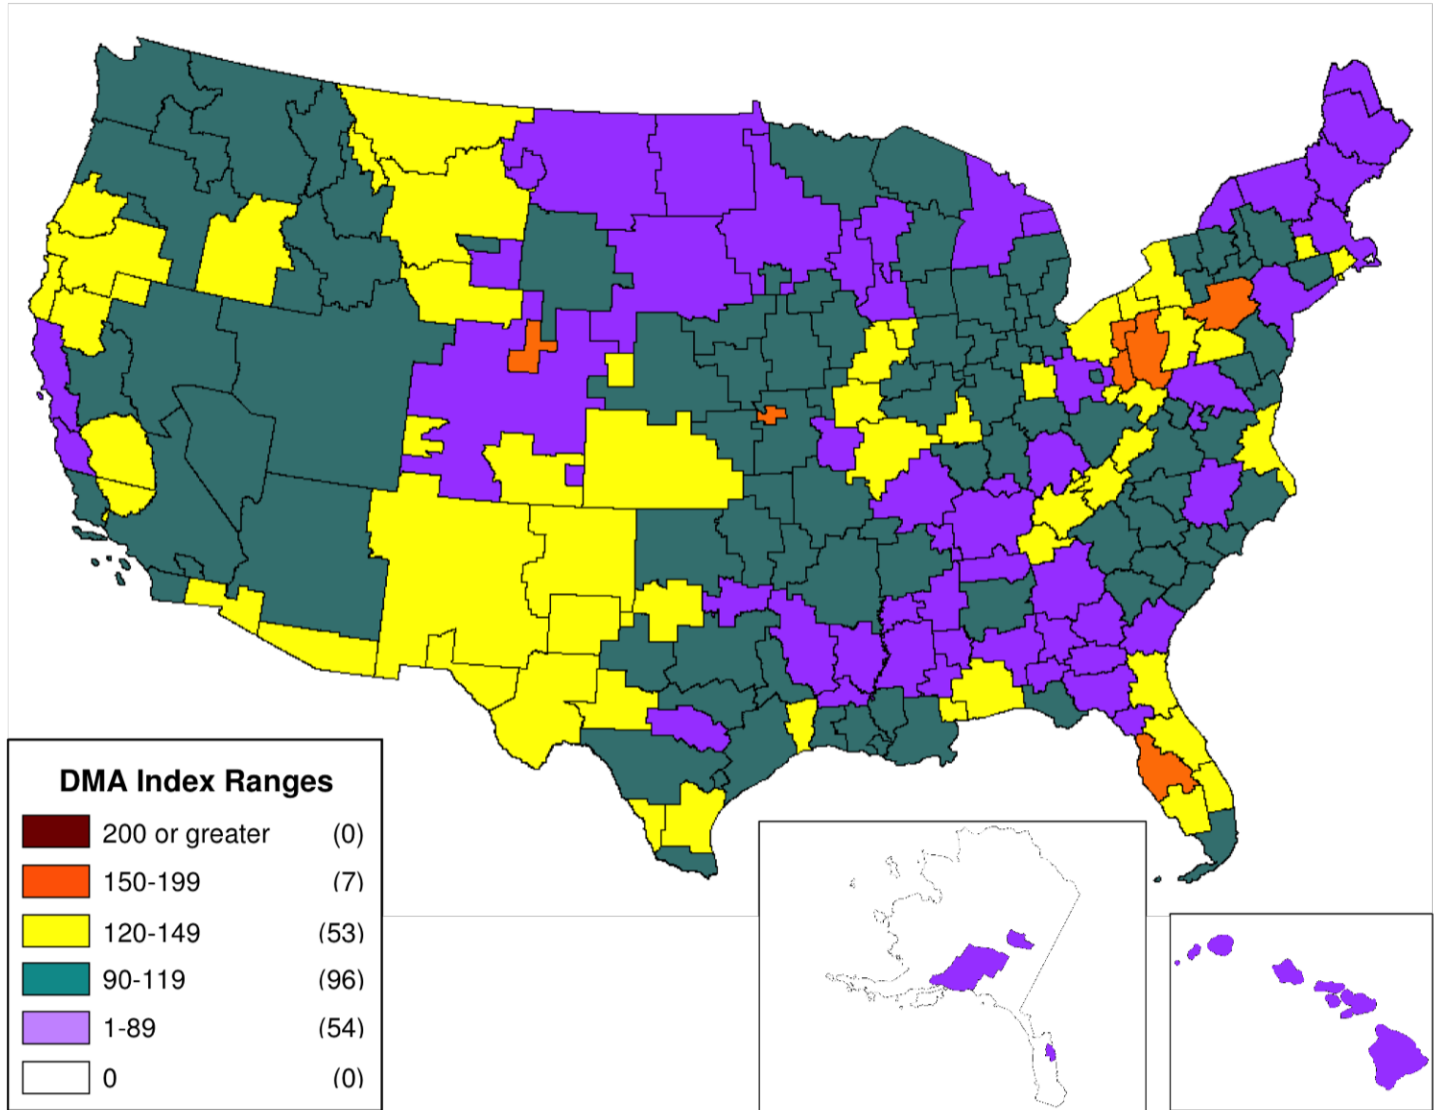 DMA Index Ranges
200 or greater (0)
150-199 (7)
120-149 (53)
90-119 (96)
1-89 (54)
0 (0)